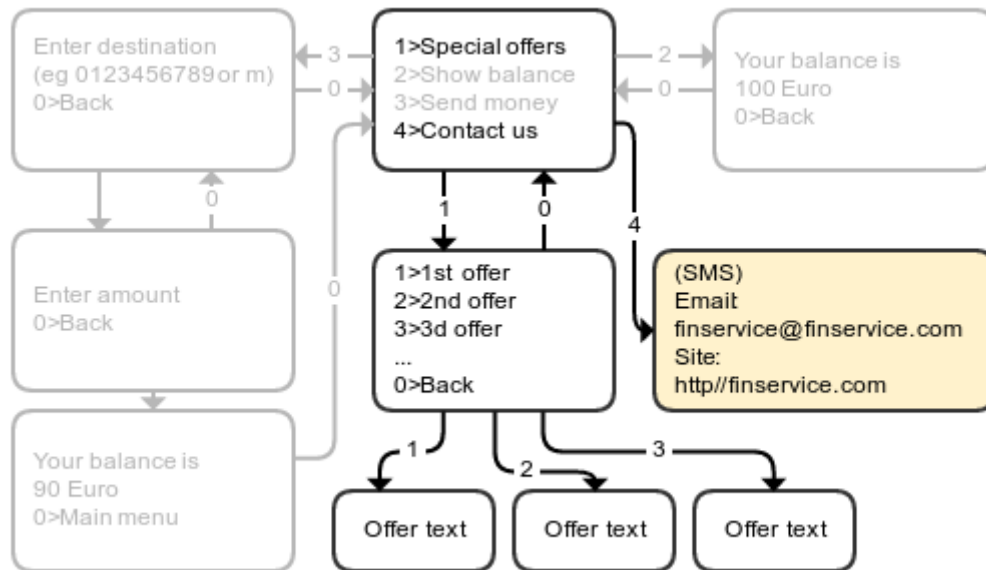 Enter destination
(eg 0123456789 or m)
0>Back
3
0
1>Special offers
2>Show balance
3>Send money
4>Contact us
2
0
Your balance is
100 Euro
0>Back
0
1
0
4
Enter amount
0>Back
0
1>1st offer
2>2nd offer
3>3d offer
...
0>Back
(SMS)
Emait
finservice@finservice.com
Site:
http//finservice.com
Your balance is
90 Euro
0>Main menu
1
2
3
Offer text
Offer text
Offer text